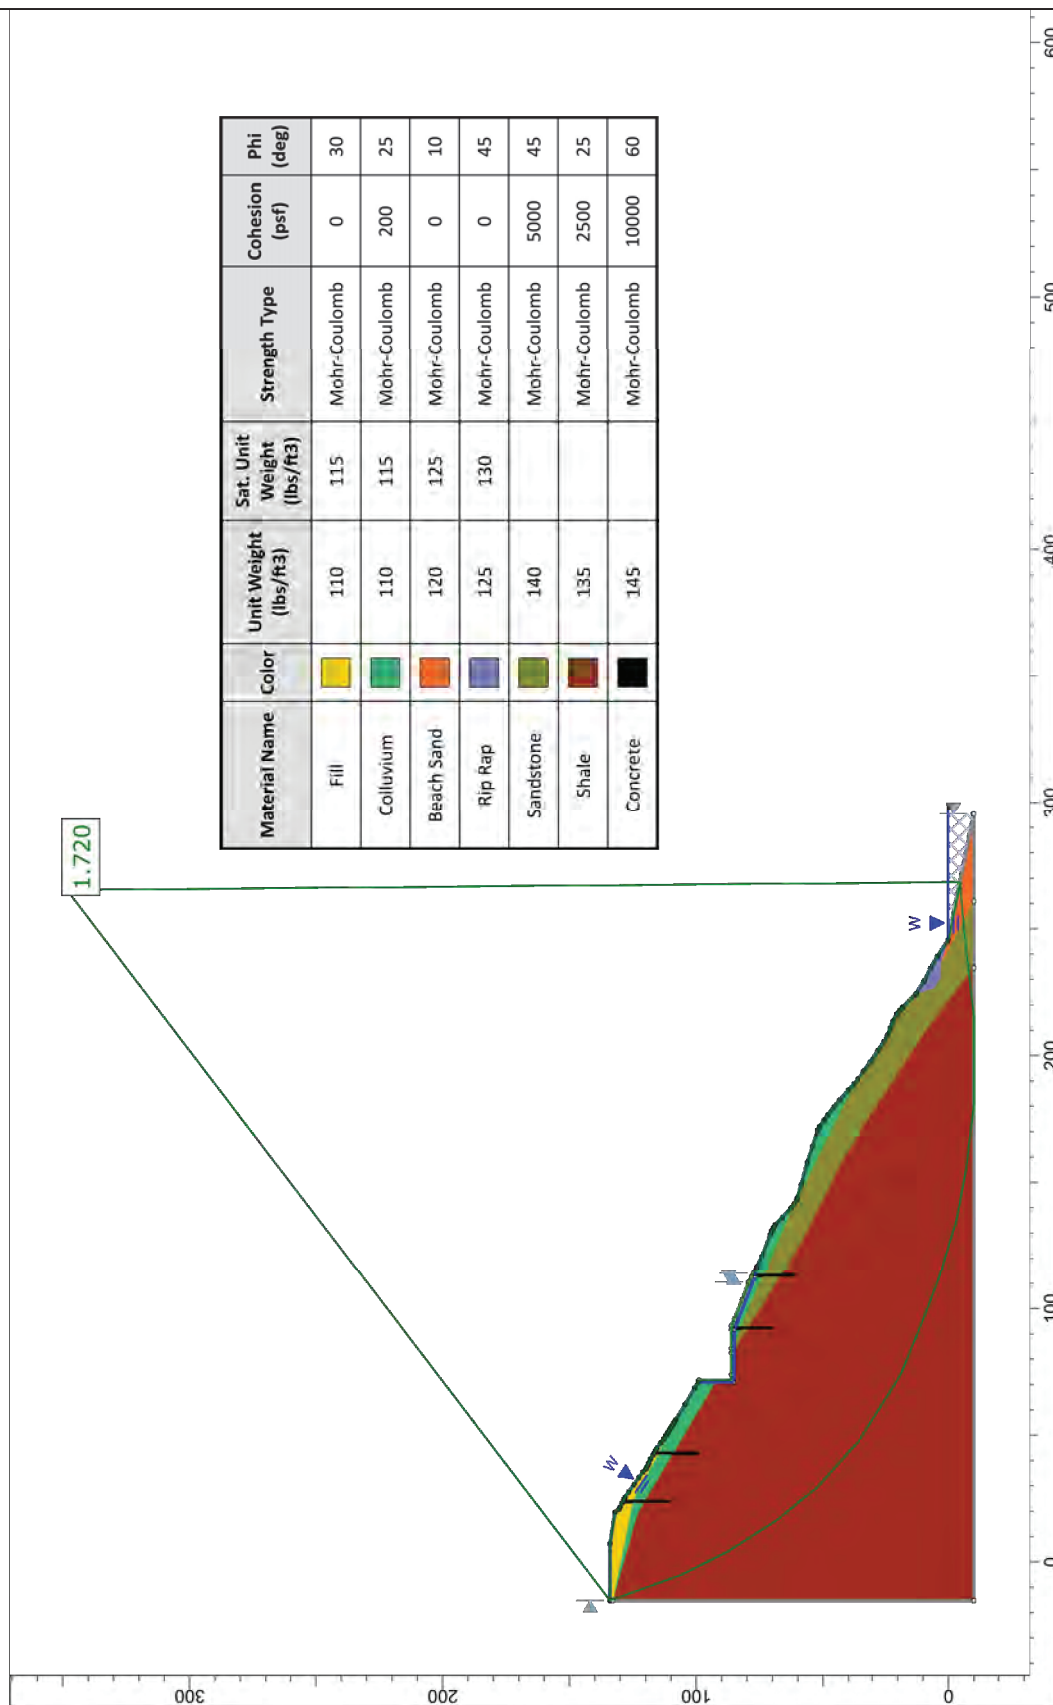 1.720
Material Name Color Unit Weight (lbs/ft3) Sat. Unit Weight (lbs/ft3) Strength Type Cohesion (psf) Phi (deg)
Fill 110 115 Mohr-Coulomb 0 30
Colluvium 110 115 Mohr-Coulomb 200 25
Beach Sand 120 125 Mohr-Coulomb 0 10
Rip Rap 125 130 Mohr-Coulomb 0 45
Sandstone 140 Mohr-Coulomb 5000 45
Shale 135 Mohr-Coulomb 2500 25
Concrete 145 Mohr-Coulomb 10000 60
W
W
300
200
100
0
0 100 200 300 400 500 600